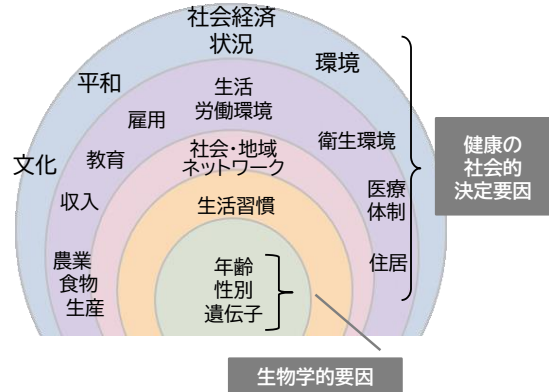 社会経済
状況
平和
環境
文化
生活
労働環境
雇用
教育
収入
衛生環境
医療
体制
住居
農業
食物
生産
社会・地域
ネットワーク
生活習慣
年齢
性別
遺伝子
健康の
社会的
決定要因
生物学的要因